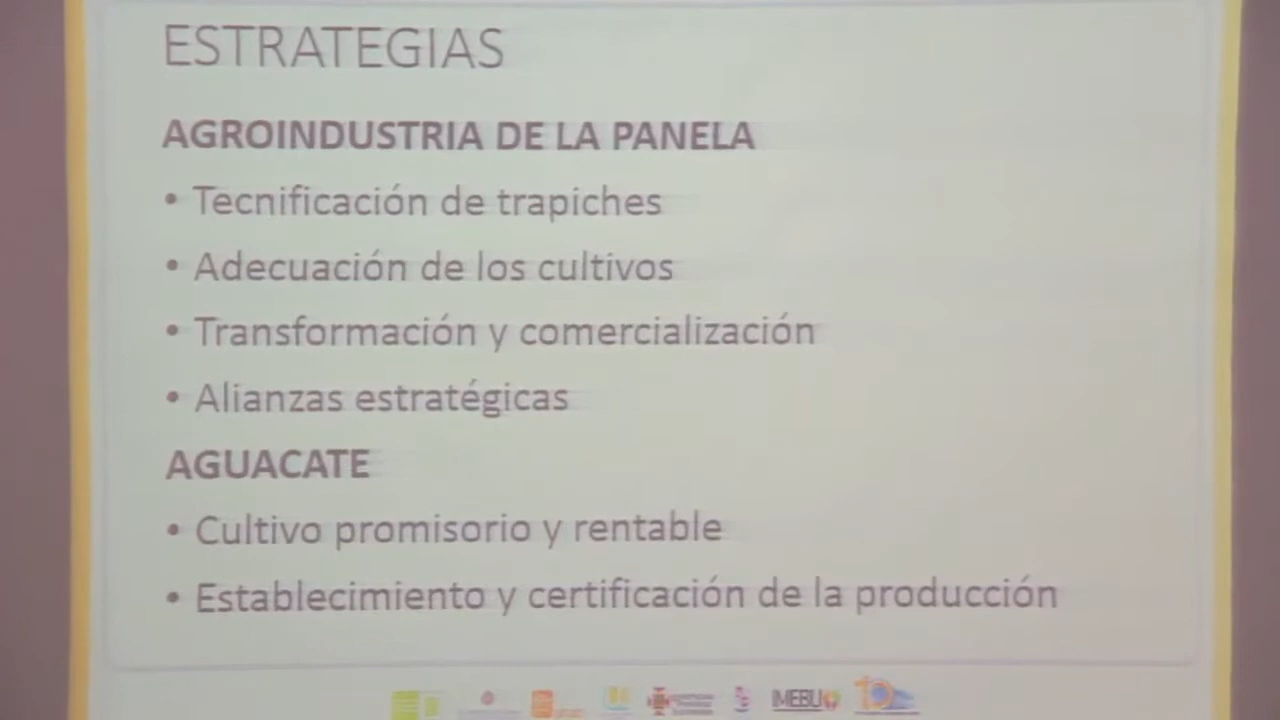 ESTRATEGIAS
AGROINDUSTRIA DE LA PANELA
• Tecnificación de trapiches
• Adecuación de los cultivos
• Transformación y comercialización
• Alianzas estratégicas
AGUACATE
• Cultivo promisorio y rentable
• Establecimiento y certificación de la producción
IMEBU